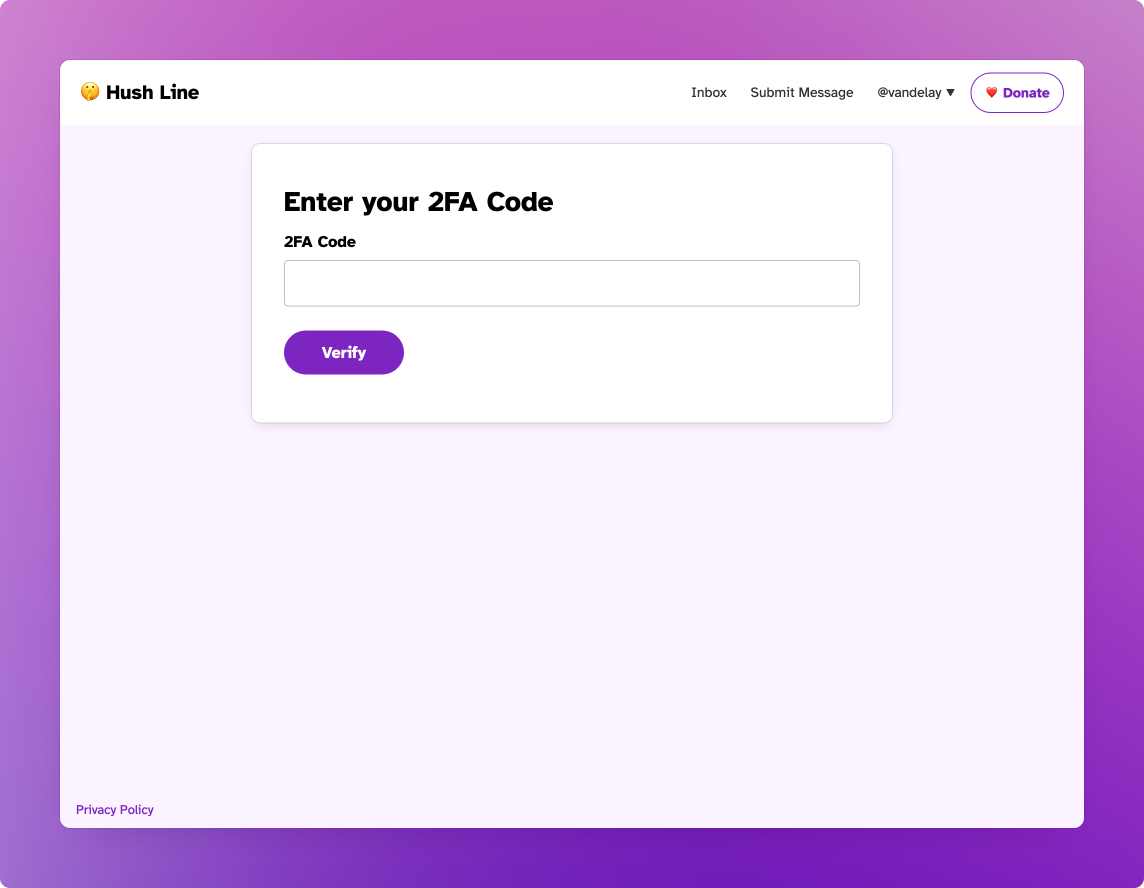 🤫 Hush Line
Inbox Submit Message @vandelay ▼ ❤️ Donate
Enter your 2FA Code
2FA Code
Verify
Privacy Policy